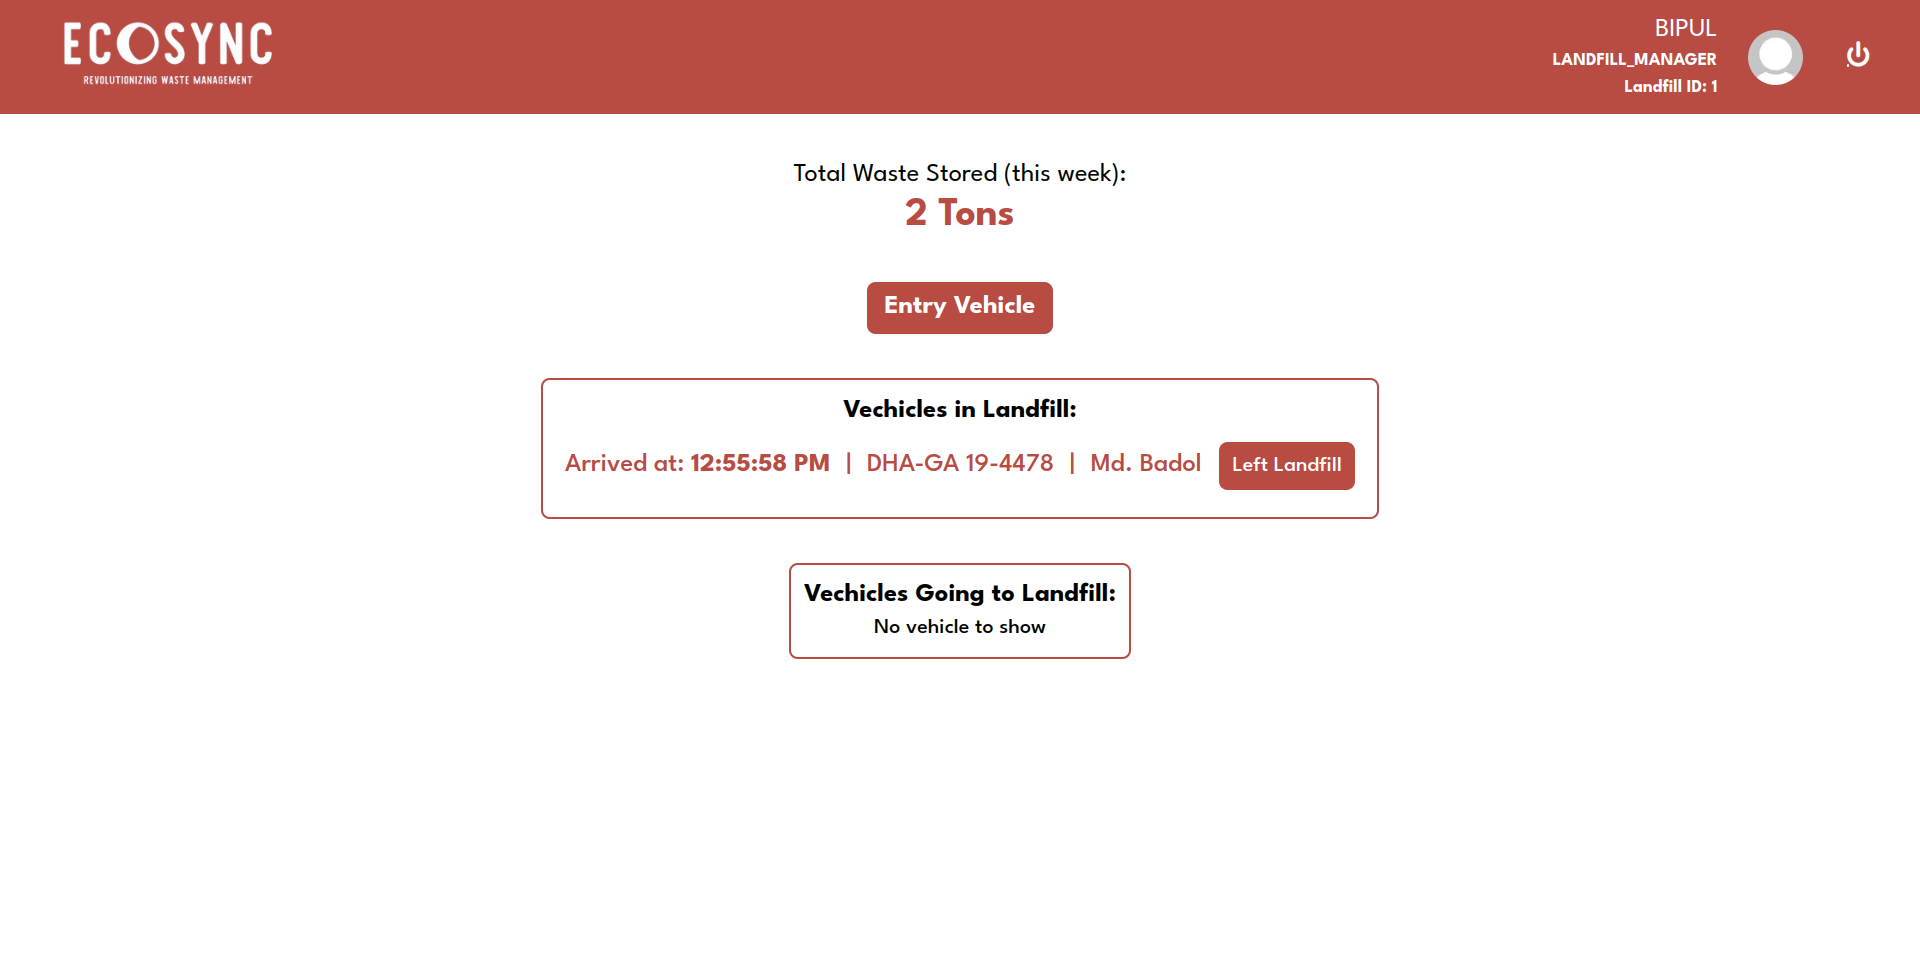 ECOSYNC
REVOLUTIONIZING WASTE MANAGEMENT
BIPUL
LANDFILL_MANAGER
Landfill ID: 1
Total Waste Stored (this week):
2 Tons
Entry Vehicle
Vechicles in Landfill:
Arrived at: 12:55:58 PM | DHA-GA 19-4478 | Md. Badol Left Landfill
Vechicles Going to Landfill:
No vehicle to show